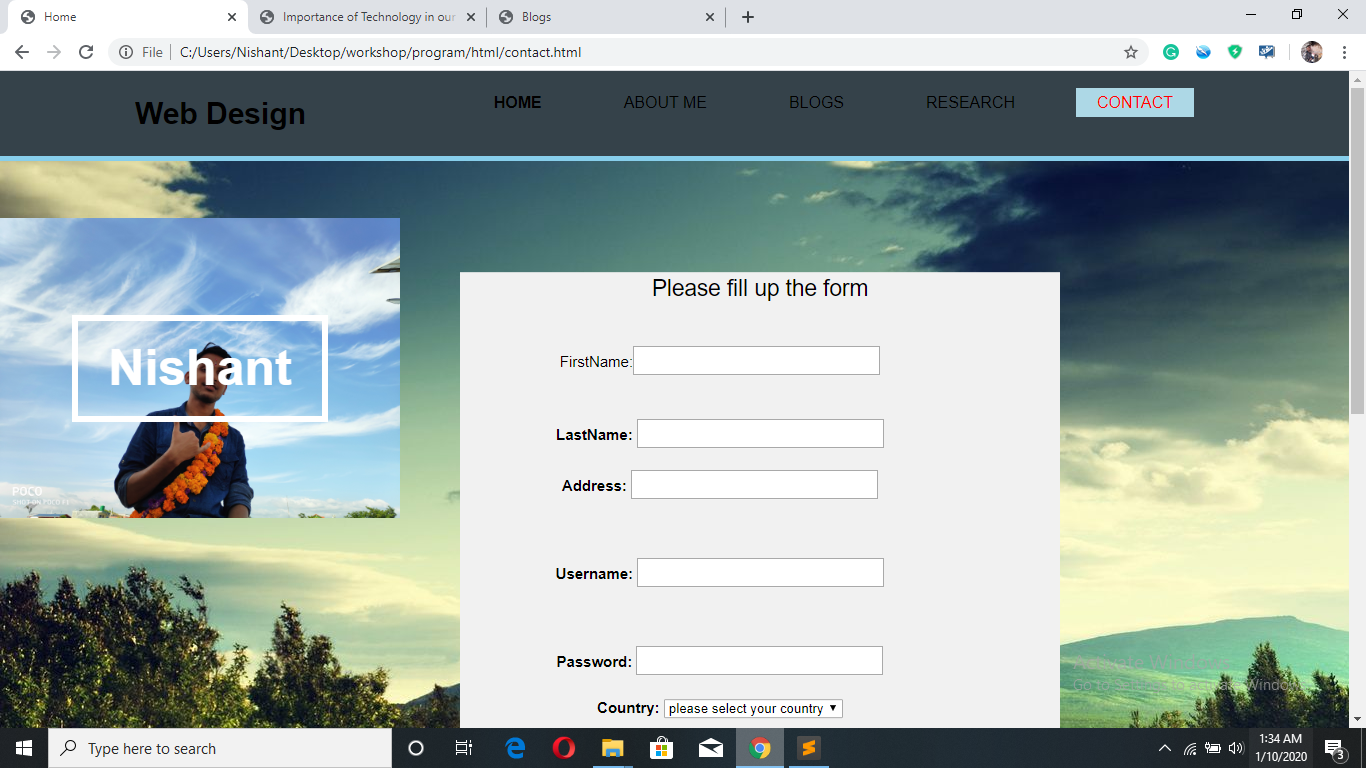 Home
Importance of Technology in our
Blogs
File
C:/Users/Nishant/Desktop/workshop/program/html/contact.html
Web Design
HOME
ABOUT ME
BLOGS
RESEARCH
CONTACT
Nishant
POCO
SHOT ON POCO F1
Please fill up the form
FirstName:
LastName:
Address:
Username:
Password:
Country:
please select your country
Activate Windows
Go to Settings to activate Windows.
Type here to search
1:34 AM
1/10/2020
3